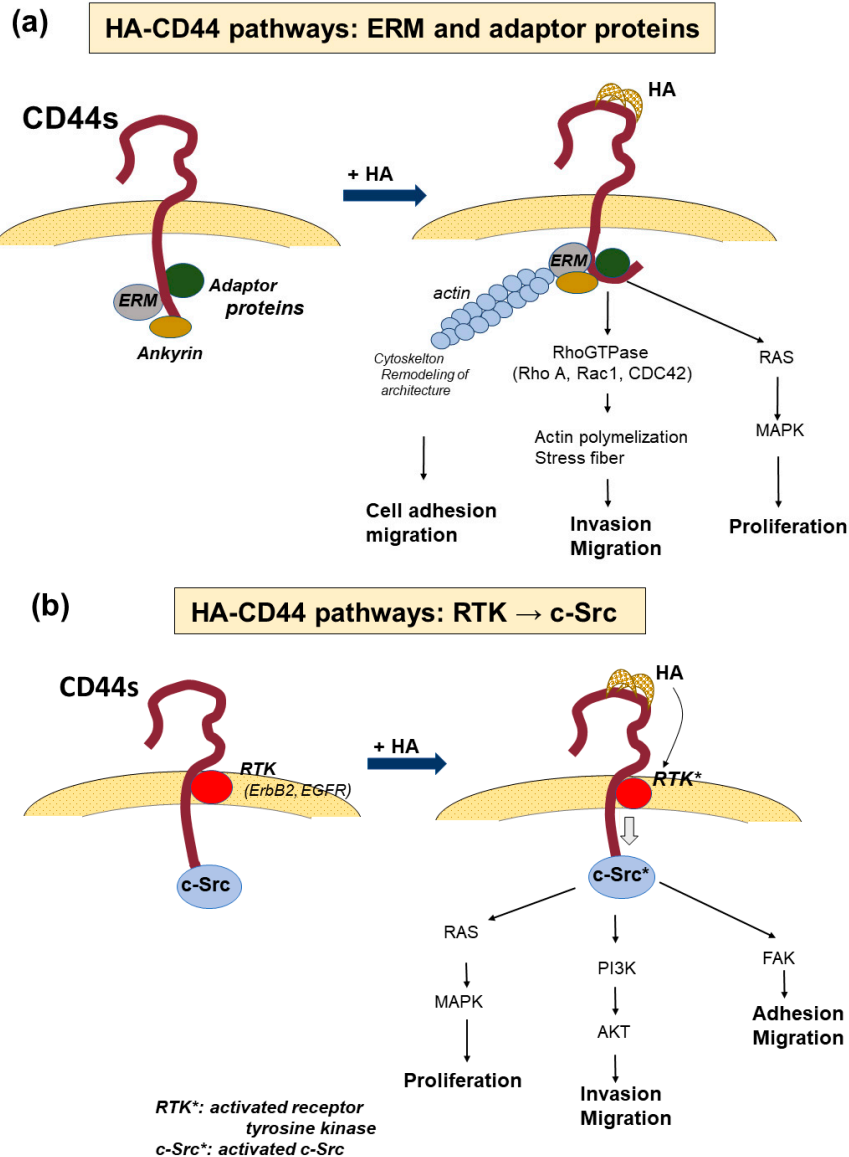 (a)
HA-CD44 pathways: ERM and adaptor proteins
CD44s
ERM
Adaptor
proteins
Ankyrin
+ HA
HA
ERM
actin
Cytoskelton
Remodeling of
architecture
Cell adhesion
migration
RhoGTPase
(Rho A, Rac1, CDC42)
Actin polymelization
Stress fiber
Invasion
Migration
RAS
MAPK
Proliferation
(b)
HA-CD44 pathways: RTK → c-Src
CD44s
RTK
(ErbB2, EGFR)
c-Src
+ HA
HA
RTK*
c-Src*
RAS
MAPK
Proliferation
PI3K
AKT
Invasion
Migration
FAK
Adhesion
Migration
RTK*: activated receptor
tyrosine kinase
c-Src*: activated c-Src